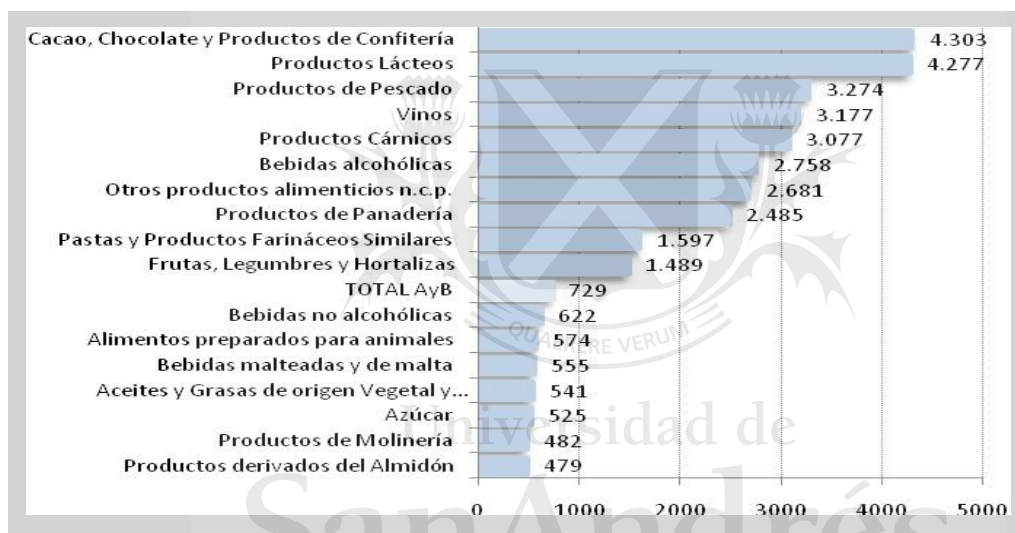 Cacao, Chocolate y Productos de Confitería 4.303
Productos Lácteos 4.277
Productos de Pescado 3.274
Vinos 3.177
Productos Cárnicos 3.077
Bebidas alcohólicas 2.758
Otros productos alimenticios n.c.p. 2.681
Productos de Panadería 2.485
Pastas y Productos Farináceos Similares 1.597
Frutas, Legumbres y Hortalizas 1.489
TOTAL AyB 729
Bebidas no alcohólicas 622
Alimentos preparados para animales 574
Bebidas malteadas y de malta 555
Aceites y Grasas de origen Vegetal y... 541
Azúcar 525
Productos de Molinería 482
Productos derivados del Almidón 479
0 1000 2000 3000 4000 5000
QUAERERE VERUM
Universidad de
SanAndrés